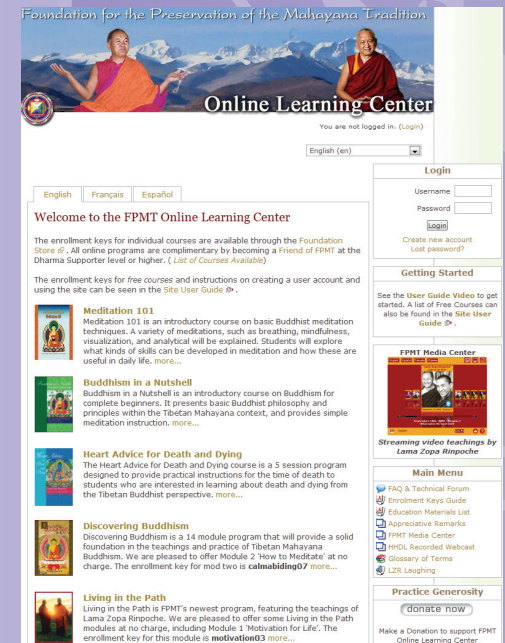 Foundation for the Preservation of the Mahayana Tradition
Online Learning Center
You are not logged in. (Login)
English (en)
English
Français
Español
Welcome to the FPMT Online Learning Center
The enrollment keys for individual courses are available through the Foundation
Store. All online programs are complimentary by becoming a Friend of FPMT at the
Dharma Supporter level or higher. ( List of Courses Available)
The enrollment keys for free courses and instructions on creating a user account and
using the site can be seen in the Site User Guide.
Meditation 101
Meditation 101 is an introductory course on basic Buddhist meditation
techniques. A variety of meditations, such as breathing, mindfulness,
visualization, and analytical will be explained. Students will explore
what kinds of skills can be developed in meditation and how these are
useful in daily life. more...
Buddhism in a Nutshell
Buddhism in a Nutshell is an introductory course on Buddhism for
complete beginners. It presents basic Buddhist philosophy and
principles within the Tibetan Mahayana context, and provides simple
meditation instruction. more...
Heart Advice for Death and Dying
The Heart Advice for Death and Dying course is a 5 session program
designed to provide practical instructions for the time of death to
students who are interested in learning about death and dying from
the Tibetan Buddhist perspective. more...
Discovering Buddhism
Discovering Buddhism is a 14 module program that will provide a solid
foundation in the teachings and practice of Tibetan Mahayana
Buddhism. We are pleased to offer Module 2 'How to Meditate' at no
charge. The enrollment key for mod two is calmabiding07 more...
Living in the Path
Living in the Path is FPMT's newest program, featuring the teachings of
Lama Zopa Rinpoche. We are pleased to offer some Living in the Path
modules at no charge, including Module 1 'Motivation for Life'. The
enrollment key for this module is motivation03 more...
Login
Username
Password
Login
Create new account
Lost password?
Getting Started
See the User Guide Video to get
started. A list of Free Courses can
also be found in the Site User
Guide.
FPMT Media Center
Streaming video teachings by
Lama Zopa Rinpoche
Main Menu
FAQ & Technical Forum
Enrolment Keys Guide
Education Materials List
Appreciative Remarks
FPMT Media Center
HHDL Recorded Webcast
Glossary of Terms
LZR Laughing
Practice Generosity
donate now
Make a Donation to support FPMT
Online Learning Center